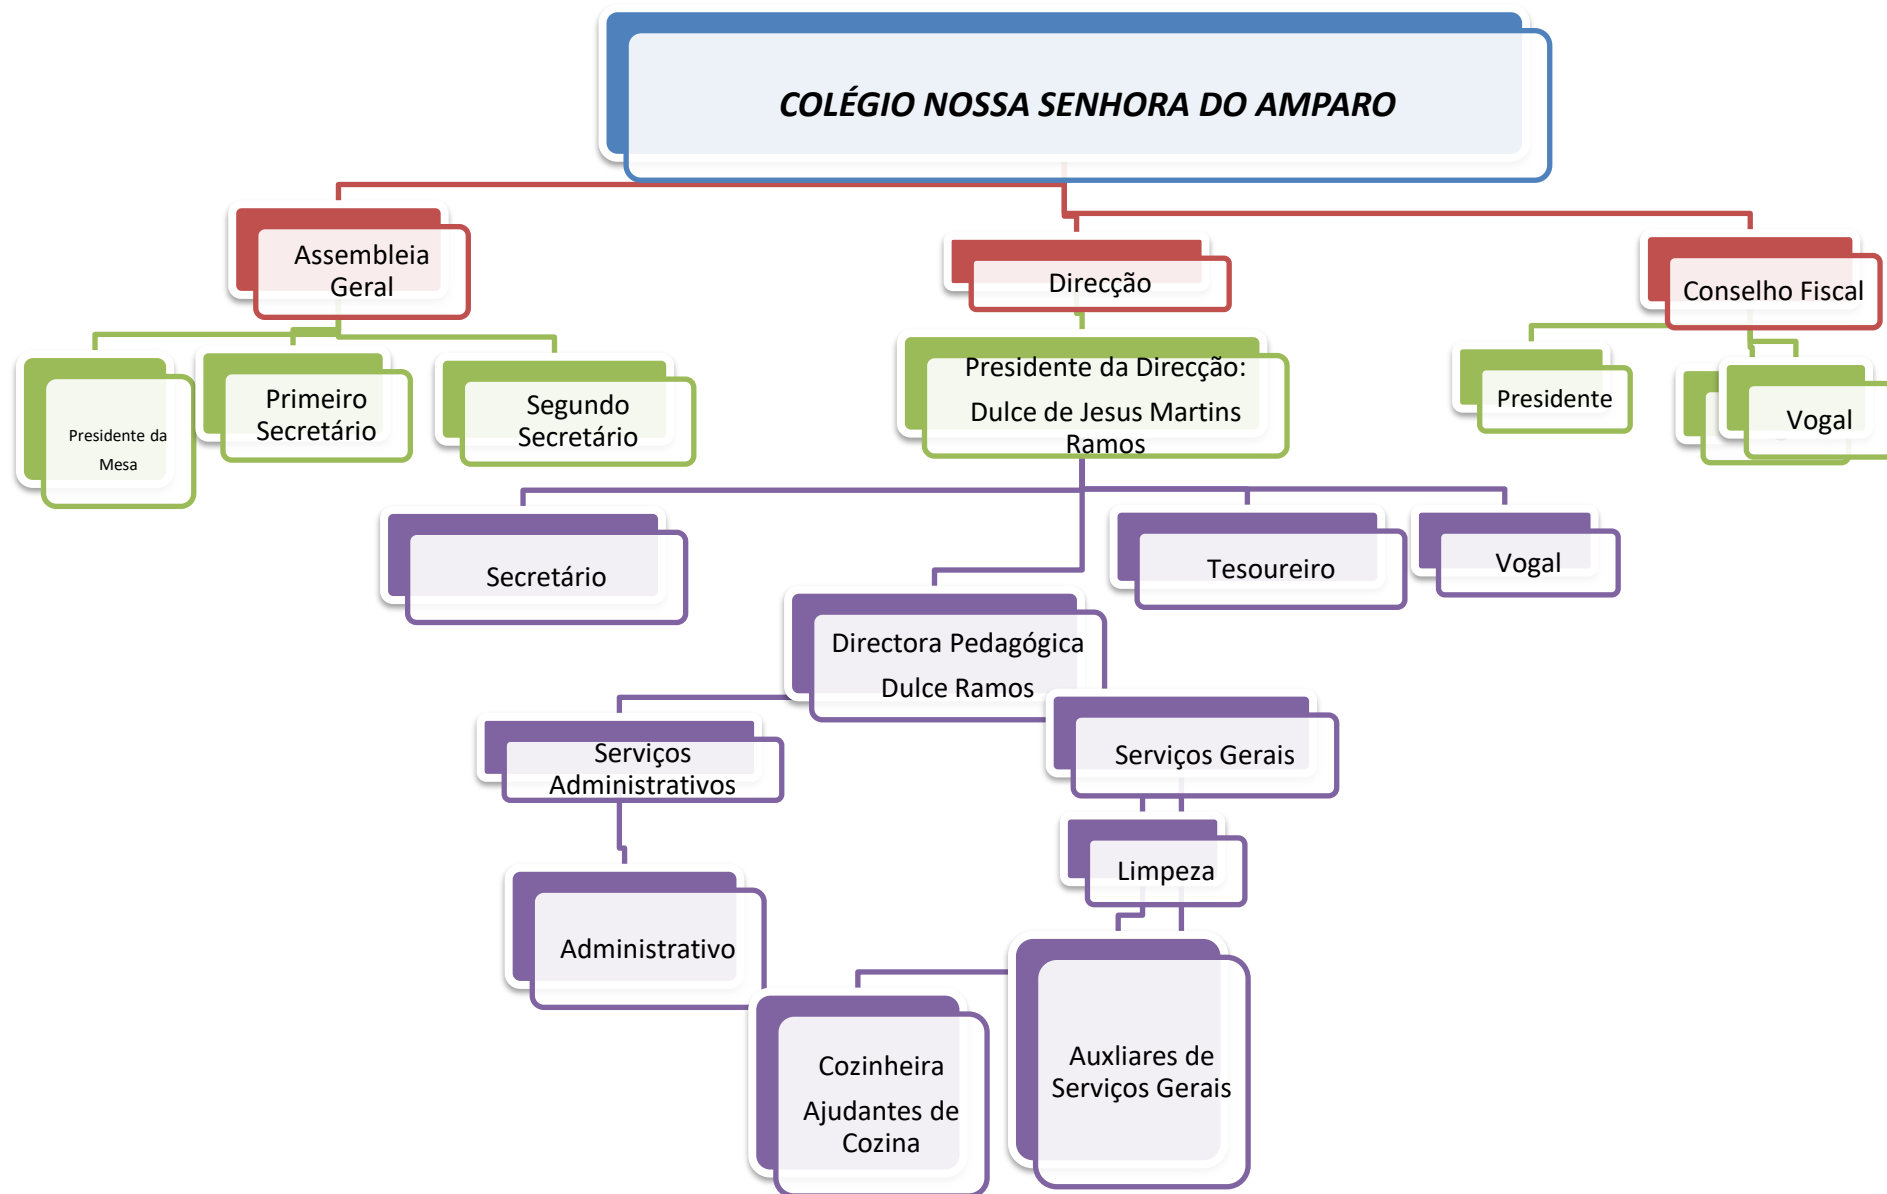 COLÉGIO NOSSA SENHORA DO AMPARO
Assembleia
Geral
Direcção
Conselho Fiscal
Presidente da
Mesa
Primeiro
Secretário
Segundo
Secretário
Presidente da Direcção:
Dulce de Jesus Martins
Ramos
Presidente
Vogal
Secretário
Tesoureiro
Vogal
Directora Pedagógica
Dulce Ramos
Serviços
Administrativos
Serviços Gerais
Limpeza
Administrativo
Cozinheira
Ajudantes de
Cozina
Auxliares de
Serviços Gerais